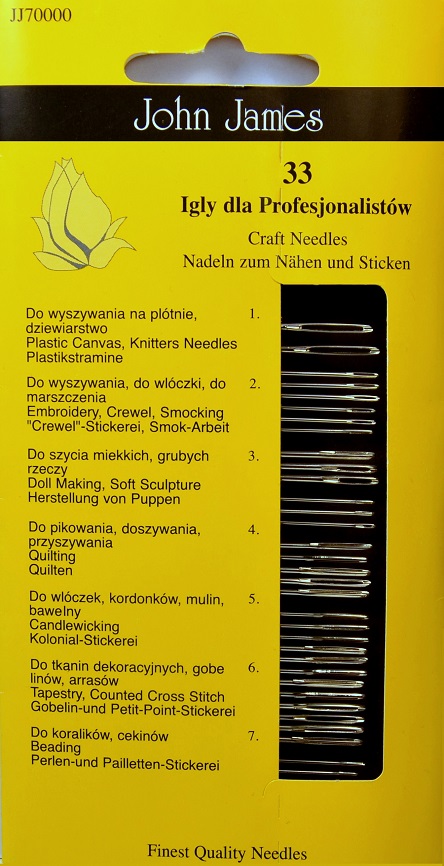 JJ70000
John James
33
Igly dla Profesjonalistów
Craft Needles
Nadeln zum Nähen und Sticken
Do wyszywania na plótnie, 1.
dziewiarstwo
Plastic Canvas, Knitters Needles
Plastikstramine
Do wyszywania, do wlóczki, do 2.
marszczenia
Embroidery, Crewel, Smocking
"Crewel"-Stickerei, Smok-Arbeit
Do szycia miekkich, grubych 3.
rzeczy
Doll Making, Soft Sculpture
Herstellung von Puppen
Do pikowania, doszywania, 4.
przyszywania
Quilting
Quilten
Do wlóczek, kordonków, mulin, 5.
bawelny
Candlewicking
Kolonial-Stickerei
Do tkanin dekoracyjnych, gobe 6.
linów, arrasów
Tapestry, Counted Cross Stitch
Gobelin-und Petit-Point-Stickerei
Do koralików, cekinów 7.
Beading
Perlen-und Pailletten-Stickerei
Finest Quality Needles